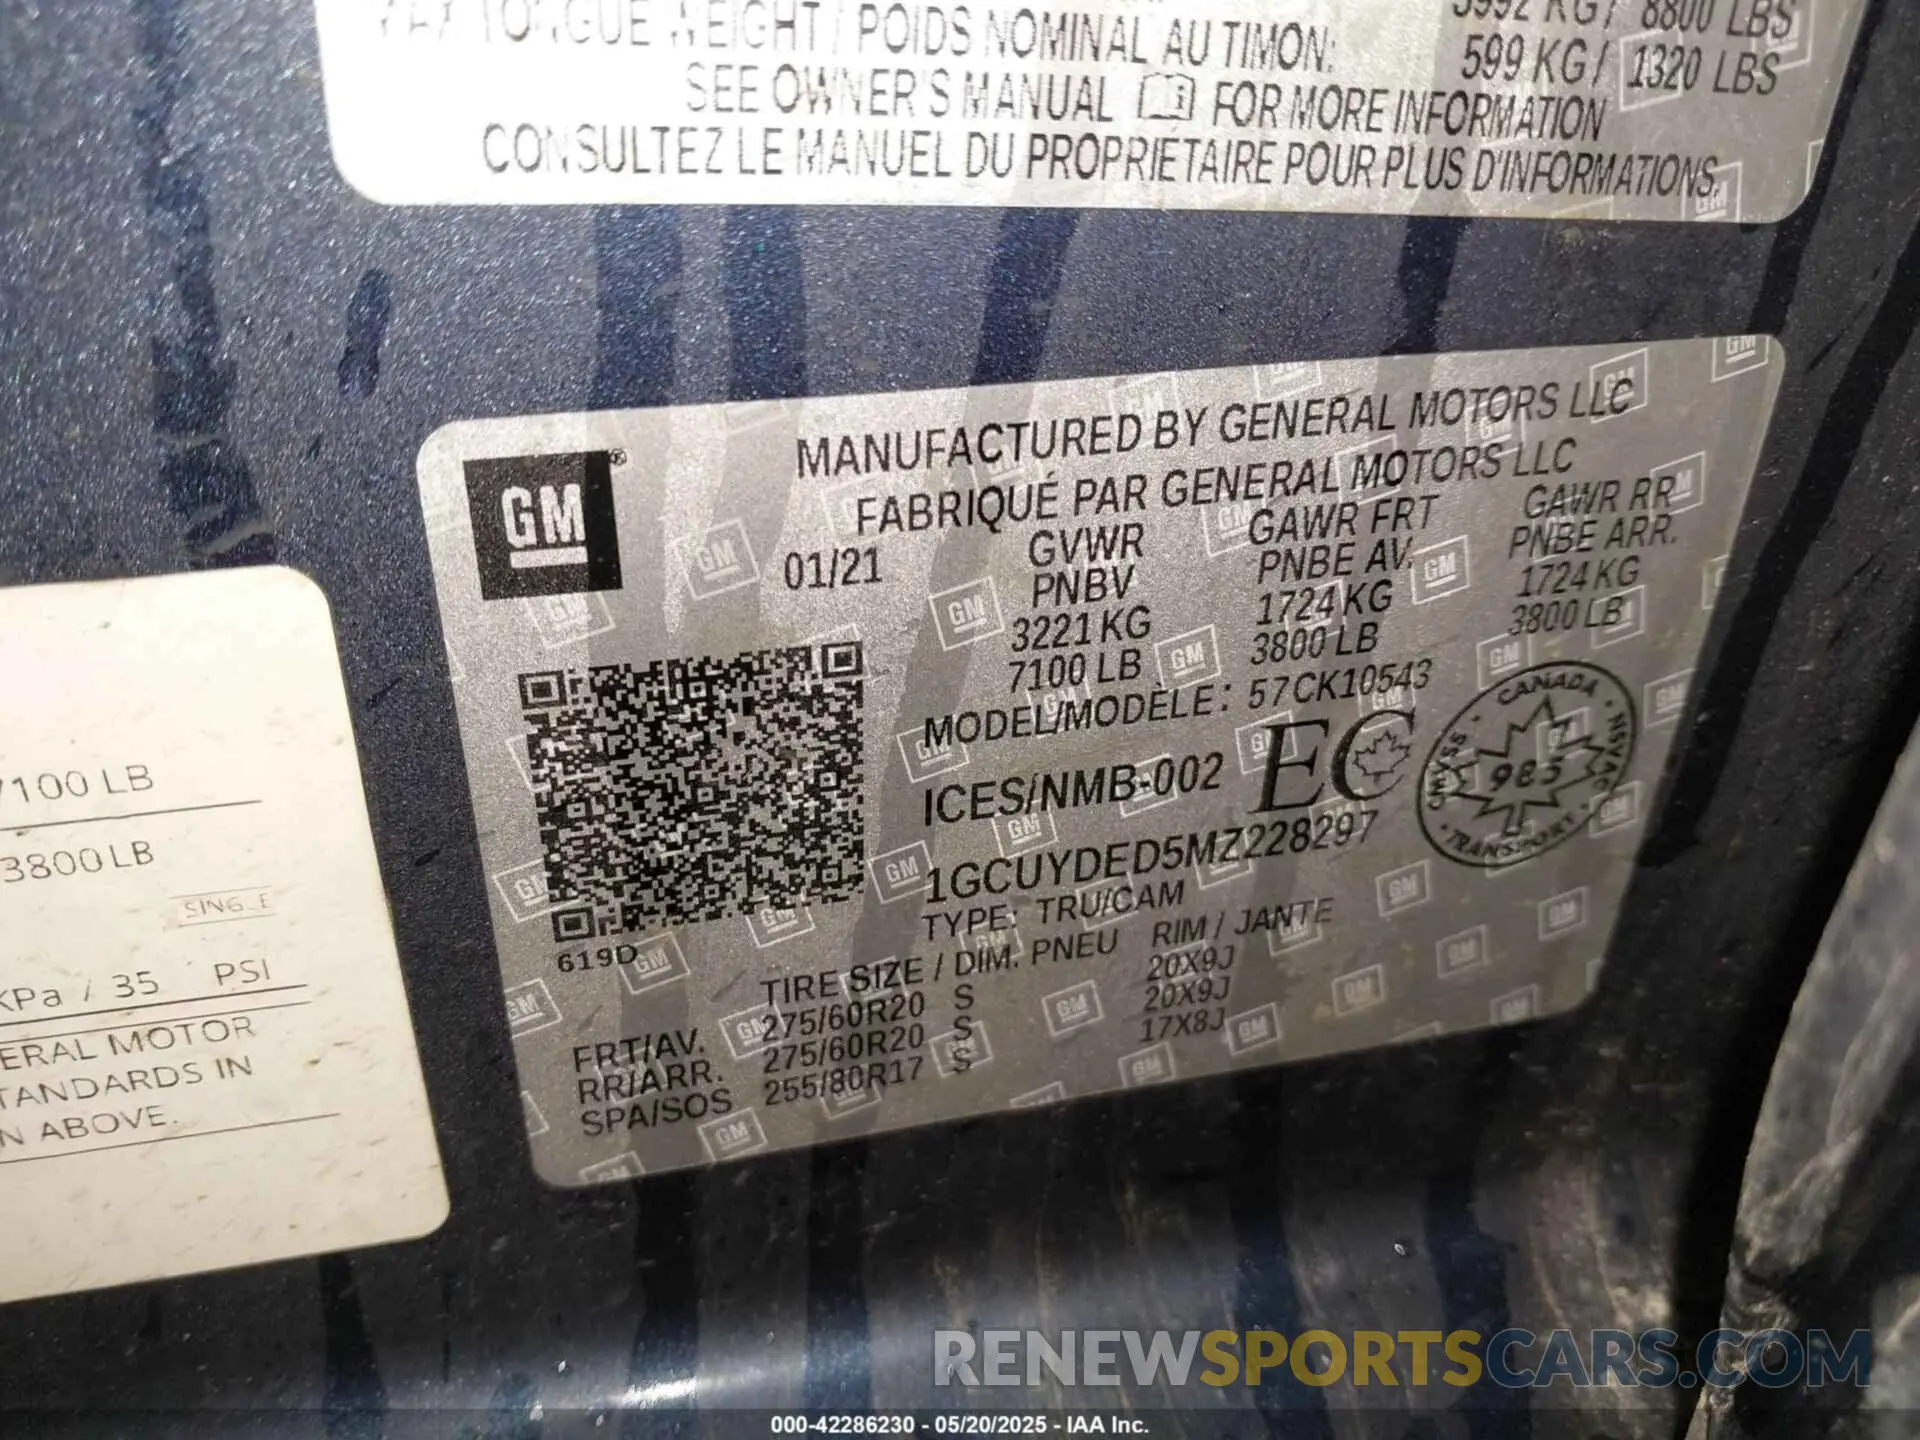 TONGUE WEIGHT / POIDS NOMINAL AU TIMON:
8800 LBS
599 KG / 1320 LBS
SEE OWNER'S MANUAL FOR MORE INFORMATION
CONSULTEZ LE MANUEL DU PROPRIETAIRE POUR PLUS D'INFORMATIONS.
GM
MANUFACTURED BY GENERAL MOTORS LLC
FABRIQUÉ PAR GENERAL MOTORS LLC
01/21
GVWR GAWR FRT GAWR RR
PNBV PNBE AV. PNBE ARR.
3221 KG 1724 KG 1724 KG
7100 LB 3800 LB 3800 LB
MODEL/MODÈLE: 57CK10543
ICES/NMB-002 EC
CANADA
CMVSS NSVAC
985
TRANSPORT
1GCUYDED5MZ228297
TYPE: TRU/CAM
619D
TIRE SIZE / DIM. PNEU RIM / JANTE
FRT/AV. 275/60R20 S 20X9J
RR/ARR. 275/60R20 S 20X9J
SPA/SOS 255/80R17 S 17X8J
7100 LB
3800 LB
SINGLE
KPa / 35 PSI
ERAL MOTOR
TANDARDS IN
N ABOVE.
RENEWSPORTSCARS.COM
000-42286230 - 05/20/2025 - IAA Inc.